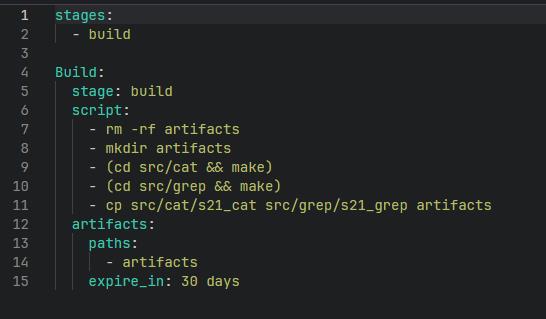 1 stages:
2   - build
3
4 Build:
5   stage: build
6   script:
7     - rm -rf artifacts
8     - mkdir artifacts
9     - (cd src/cat && make)
10     - (cd src/grep && make)
11     - cp src/cat/s21_cat src/grep/s21_grep artifacts
12   artifacts:
13     paths:
14       - artifacts
15     expire_in: 30 days